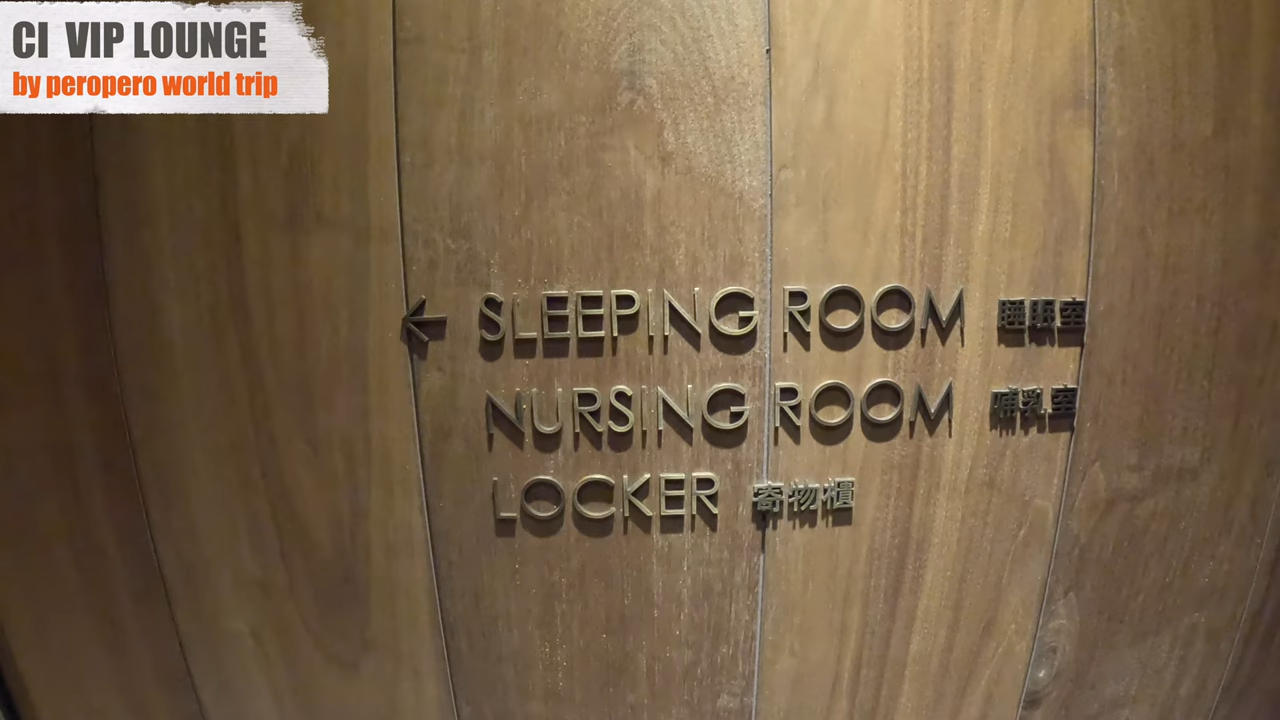 CI VIP LOUNGE
by peropero world trip
← SLEEPING ROOM 睡眠室
NURSING ROOM 哺乳室
LOCKER 寄物櫃